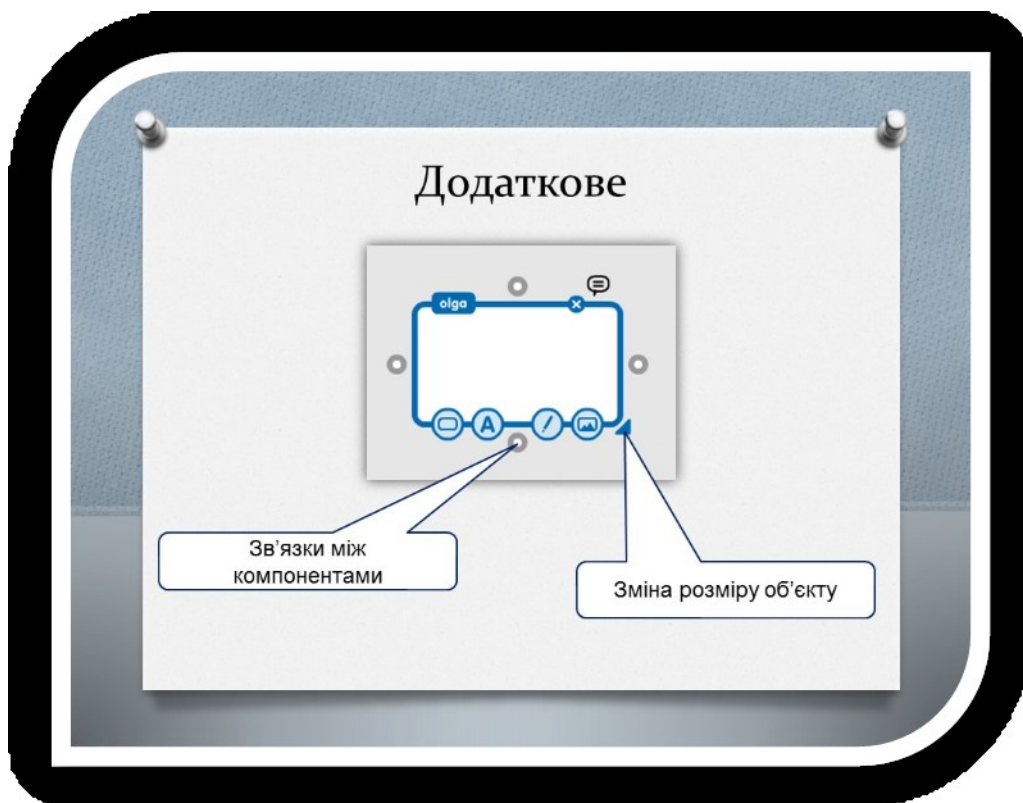 Додаткове
olga
A
Зв’язки між
компонентами
Зміна розміру об’єкту